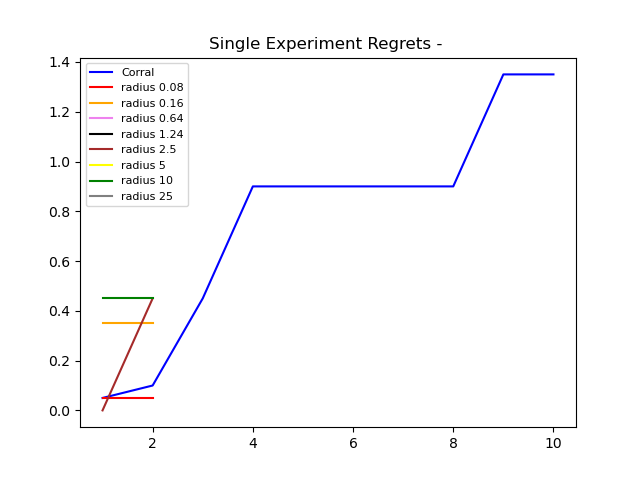 Single Experiment Regrets -
1.4
1.2
1.0
0.8
0.6
0.4
0.2
0.0
Corral
radius 0.08
radius 0.16
radius 0.64
radius 1.24
radius 2.5
radius 5
radius 10
radius 25
2 4 6 8 10